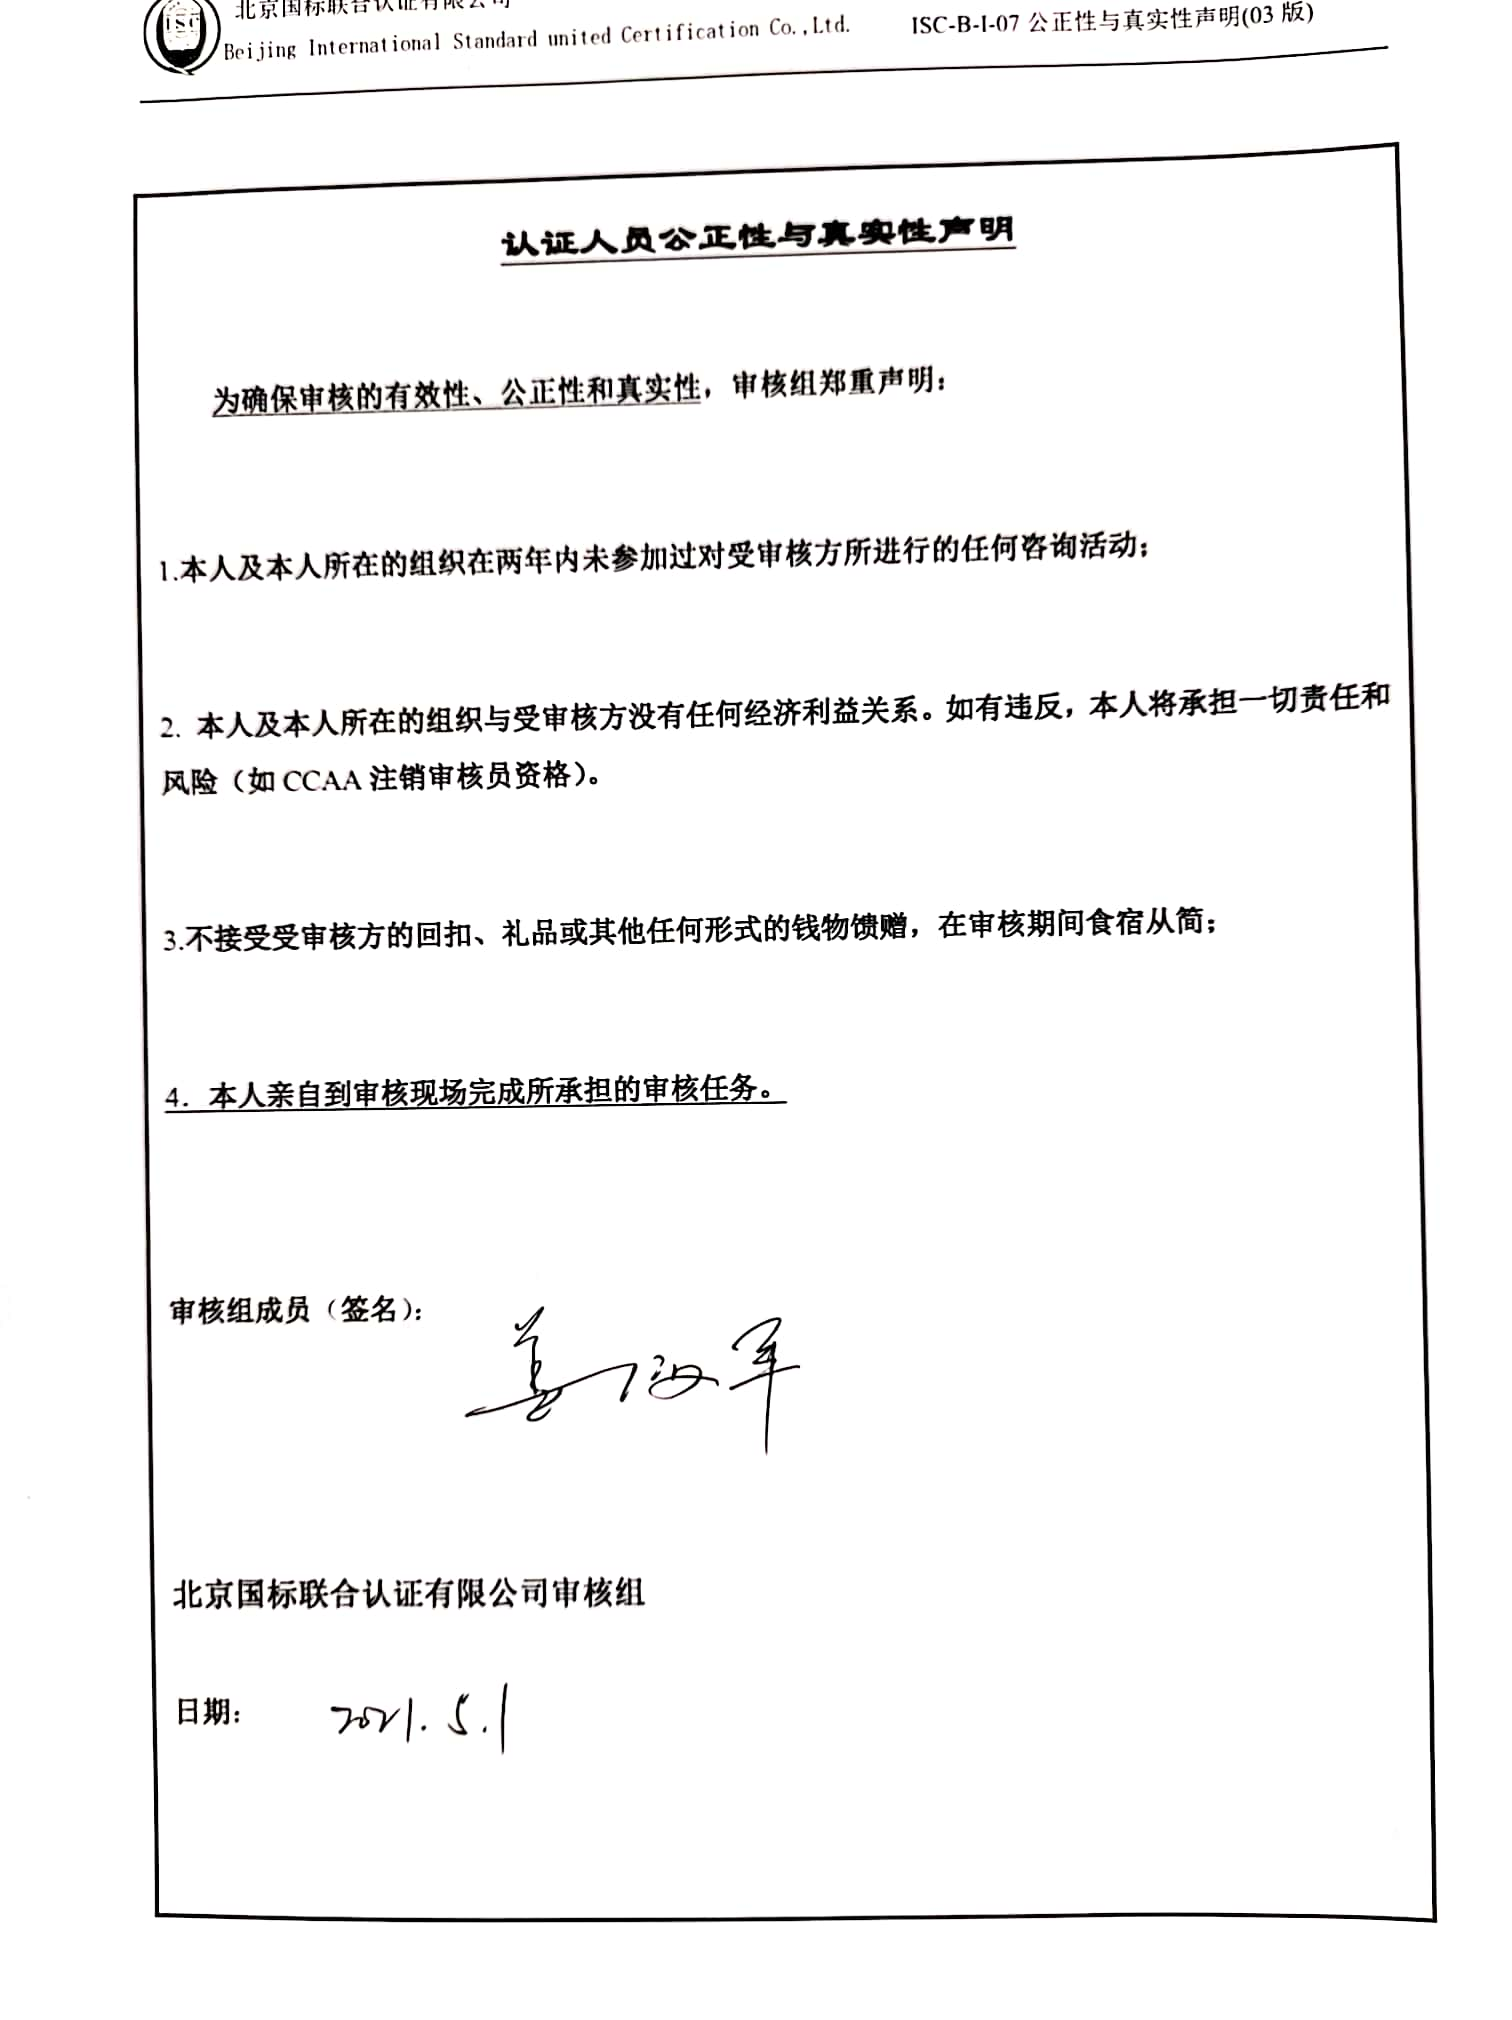 ISC
北京国标联合认证有限公司
Beijing International Standard united Certification Co.,Ltd. ISC-B-I-07 公正性与真实性声明(03 版)
认证人员公正性与真实性声明
为确保审核的有效性、公正性和真实性，审核组郑重声明：
1.本人及本人所在的组织在两年内未参加过对受审核方所进行的任何咨询活动；
2. 本人及本人所在的组织与受审核方没有任何经济利益关系。如有违反，本人将承担一切责任和
风险（如 CCAA 注销审核员资格）。
3.不接受受审核方的回扣、礼品或其他任何形式的钱物馈赠，在审核期间食宿从简；
4. 本人亲自到审核现场完成所承担的审核任务。
审核组成员（签名）：
北京国标联合认证有限公司审核组
日期： 2021.5.1